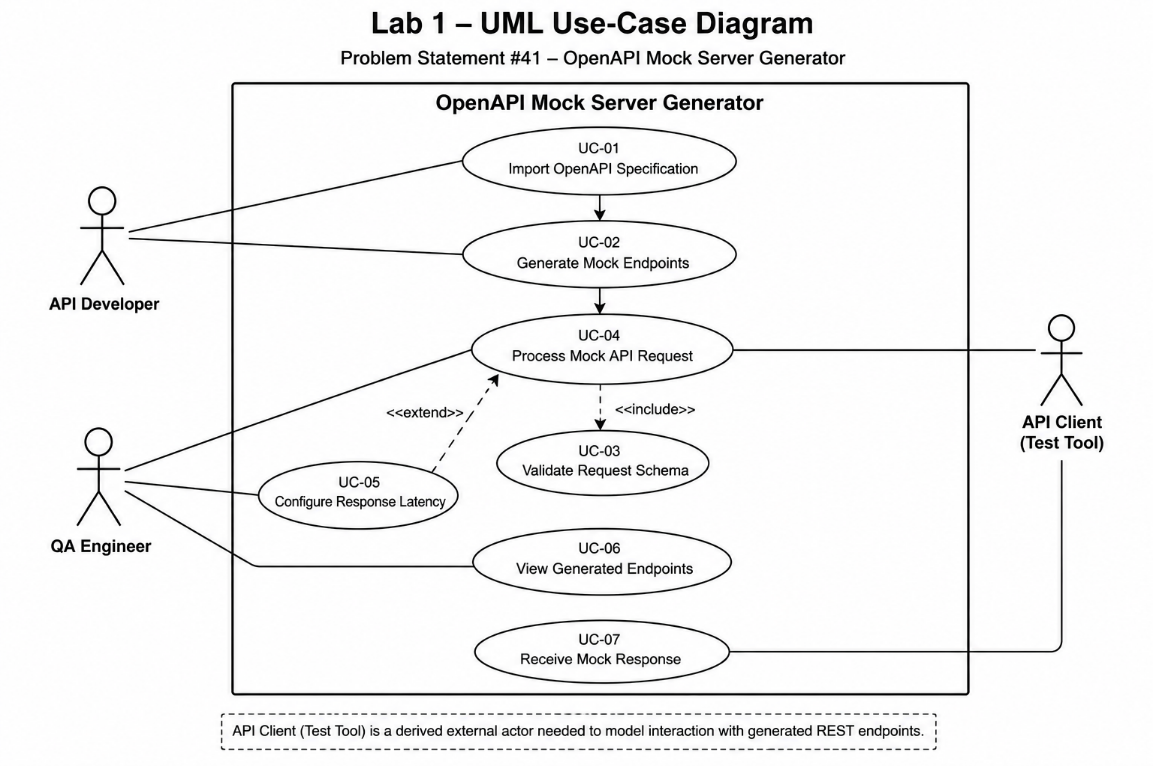 Lab 1 – UML Use-Case Diagram
Problem Statement #41 – OpenAPI Mock Server Generator
OpenAPI Mock Server Generator
UC-01
Import OpenAPI Specification
UC-02
Generate Mock Endpoints
API Developer
UC-04
Process Mock API Request
<<extend>>
<<include>>
API Client
(Test Tool)
UC-03
Validate Request Schema
UC-05
Configure Response Latency
QA Engineer
UC-06
View Generated Endpoints
UC-07
Receive Mock Response
API Client (Test Tool) is a derived external actor needed to model interaction with generated REST endpoints.